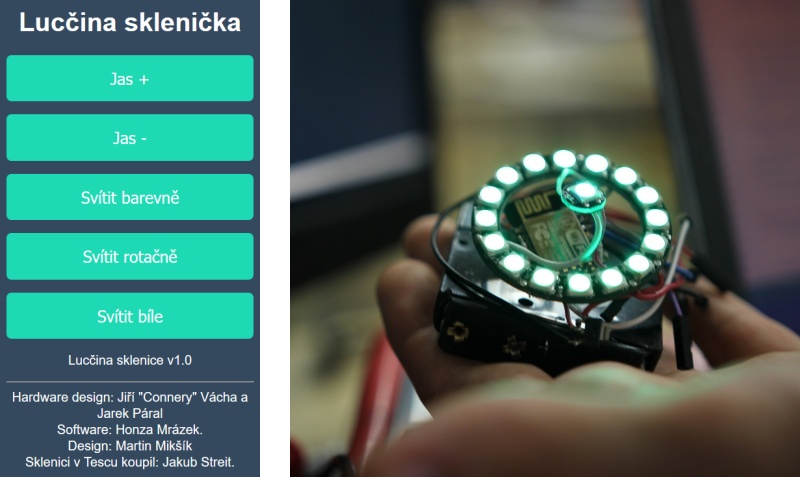 Lucčina sklenička
Jas +
Jas -
Svítit barevně
Svítit rotačně
Svítit bíle
Lucčina sklenice v1.0
Hardware design: Jiří "Connery" Vácha a
Jarek Páral
Software: Honza Mrázek.
Design: Martin Mikšík
Sklenici v Tescu koupil: Jakub Streit.